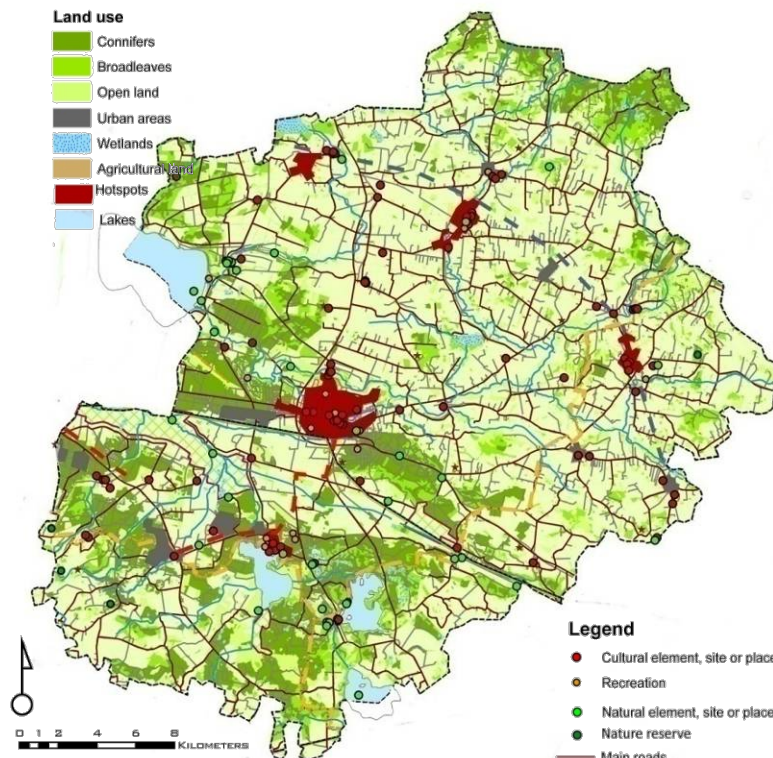 Land use
Connifers
Broadleaves
Open land
Urban areas
Wetlands
Agricultural land
Hotspots
Lakes
Legend
Cultural element, site or place
Recreation
Natural element, site or place
Nature reserve
Main roads
0 1 2 4 6 8
KILOMETERS